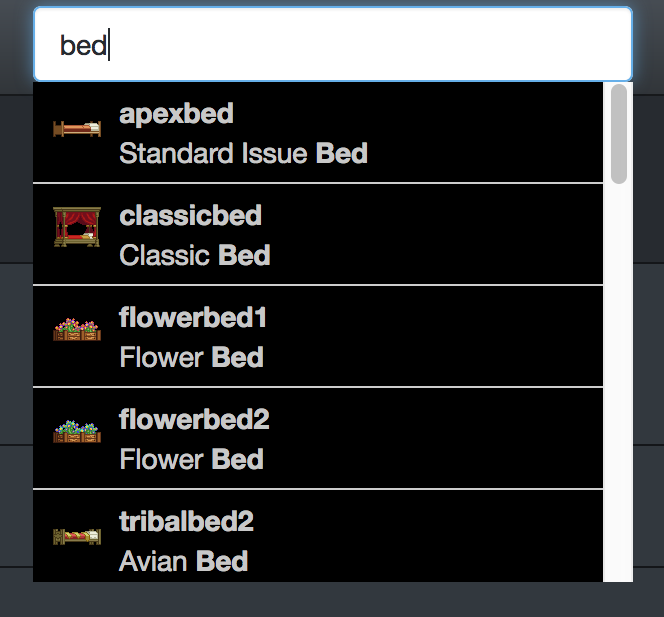 bed
apexbed
Standard Issue Bed
classicbed
Classic Bed
flowerbed1
Flower Bed
flowerbed2
Flower Bed
tribalbed2
Avian Bed